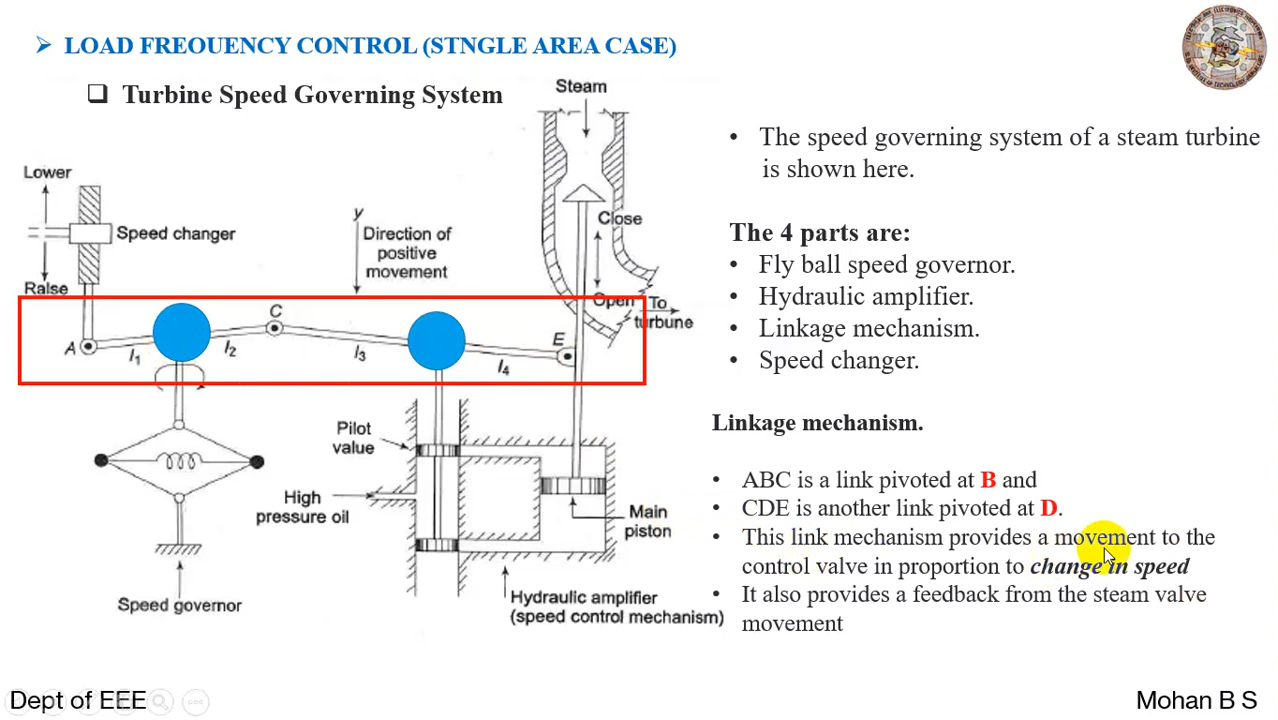 LOAD FREOUENCY CONTROL (STNGLE AREA CASE)
Turbine Speed Governing System
Steam
Lower
Speed changer
Ralse
y
Direction of
positive
movement
Close
Open
To
turbine
A
l1
l2
C
l3
l4
E
Pilot
value
High
pressure oil
Main
piston
Speed governor
Hydraulic amplifier
(speed control mechanism)
• The speed governing system of a steam turbine
is shown here.
The 4 parts are:
• Fly ball speed governor.
• Hydraulic amplifier.
• Linkage mechanism.
• Speed changer.
Linkage mechanism.
• ABC is a link pivoted at B and
• CDE is another link pivoted at D.
• This link mechanism provides a movement to the
control valve in proportion to change in speed
• It also provides a feedback from the steam valve
movement
Dept of EEE
Mohan B S